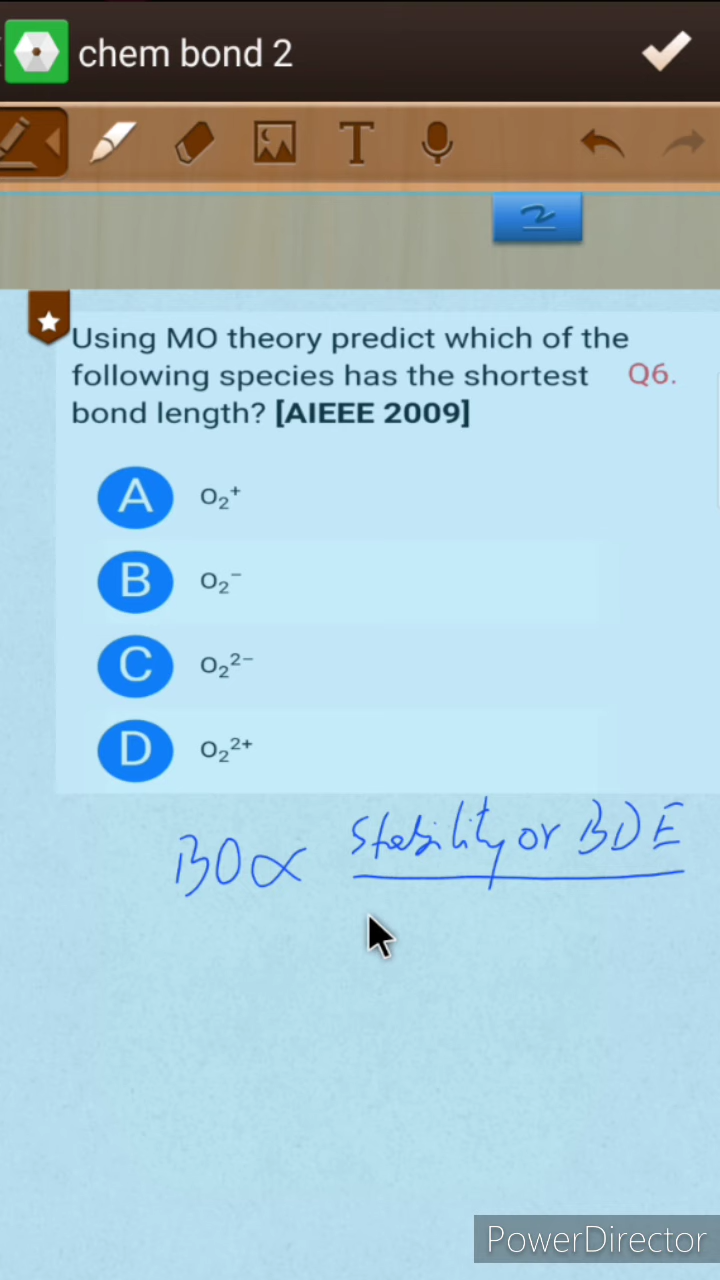 chem bond 2
T
2
Using MO theory predict which of the
following species has the shortest Q6.
bond length? [AIEEE 2009]
A O₂⁺
B O₂⁻
C O₂²⁻
D O₂²⁺
BO∝ Stability or BDE
PowerDirector